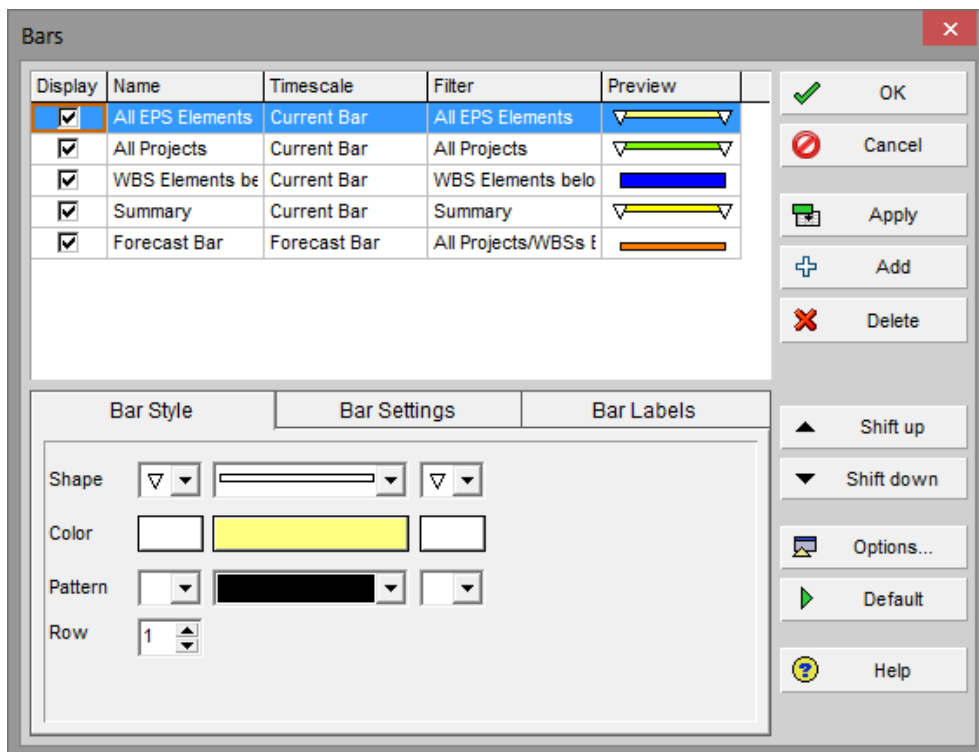 Bars
Display Name Timescale Filter Preview
All EPS Elements Current Bar All EPS Elements
All Projects Current Bar All Projects
WBS Elements be Current Bar WBS Elements belo
Summary Current Bar Summary
Forecast Bar Forecast Bar All Projects/WBSs E
OK
Cancel
Apply
Add
Delete
Bar Style Bar Settings Bar Labels
Shape
Color
Pattern
Row 1
Shift up
Shift down
Options...
Default
Help